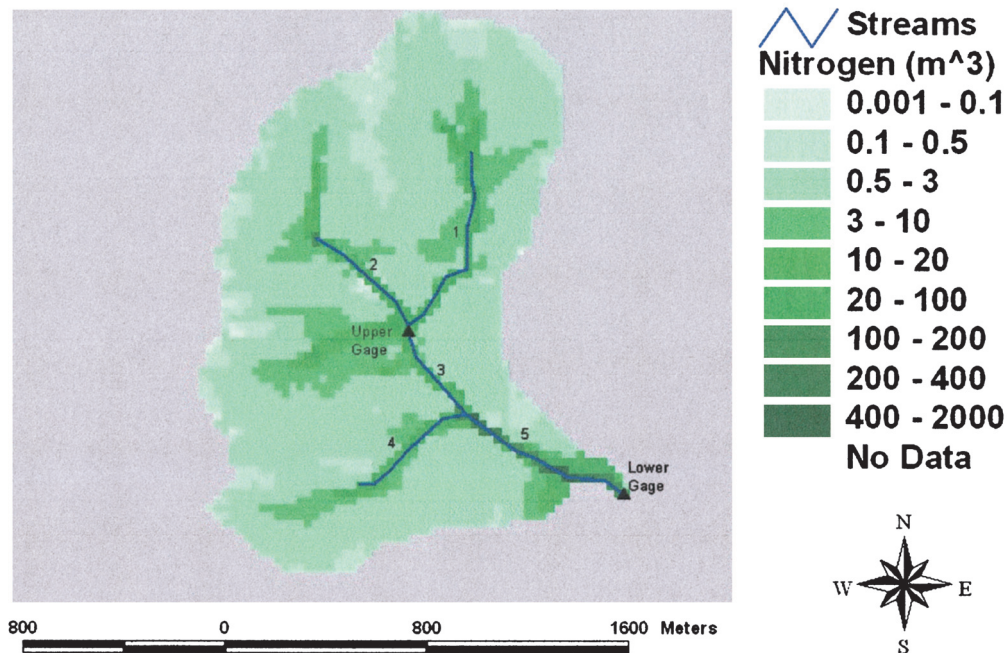 Streams
Nitrogen (m^3)
0.001 - 0.1
0.1 - 0.5
0.5 - 3
3 - 10
10 - 20
20 - 100
100 - 200
200 - 400
400 - 2000
No Data
1
2
Upper
Gage
3
4
5
Lower
Gage
N
W E
S
800 0 800 1600 Meters